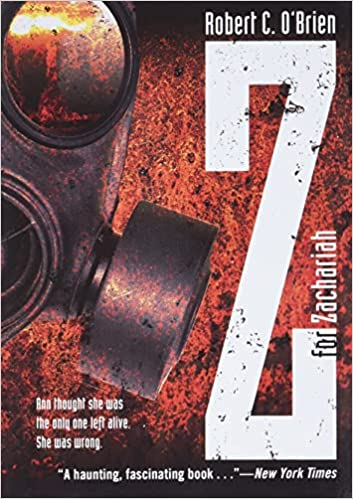 Robert C. O'Brien
Z
for Zachariah
Ann thought she was
the only one left alive.
She was wrong.
"A haunting, fascinating book . . ."—New York Times